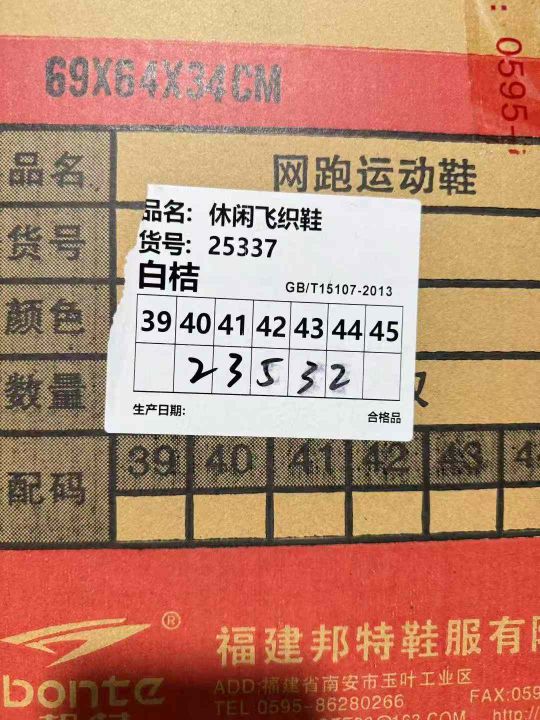 69X64X34CM
: 0595-
品名
网跑运动鞋
货号
颜色
数量
配码
39 40 41 42 43
品名：休闲飞织鞋
货号：25337
白桔
GB/T15107-2013
39 40 41 42 43 44 45
2 3 5 3 2
生产日期：
合格品
®
bonte
福建邦特鞋服有限
ADD:福建省南安市玉叶工业区
TEL 0595-86280266
FAX:059
http: